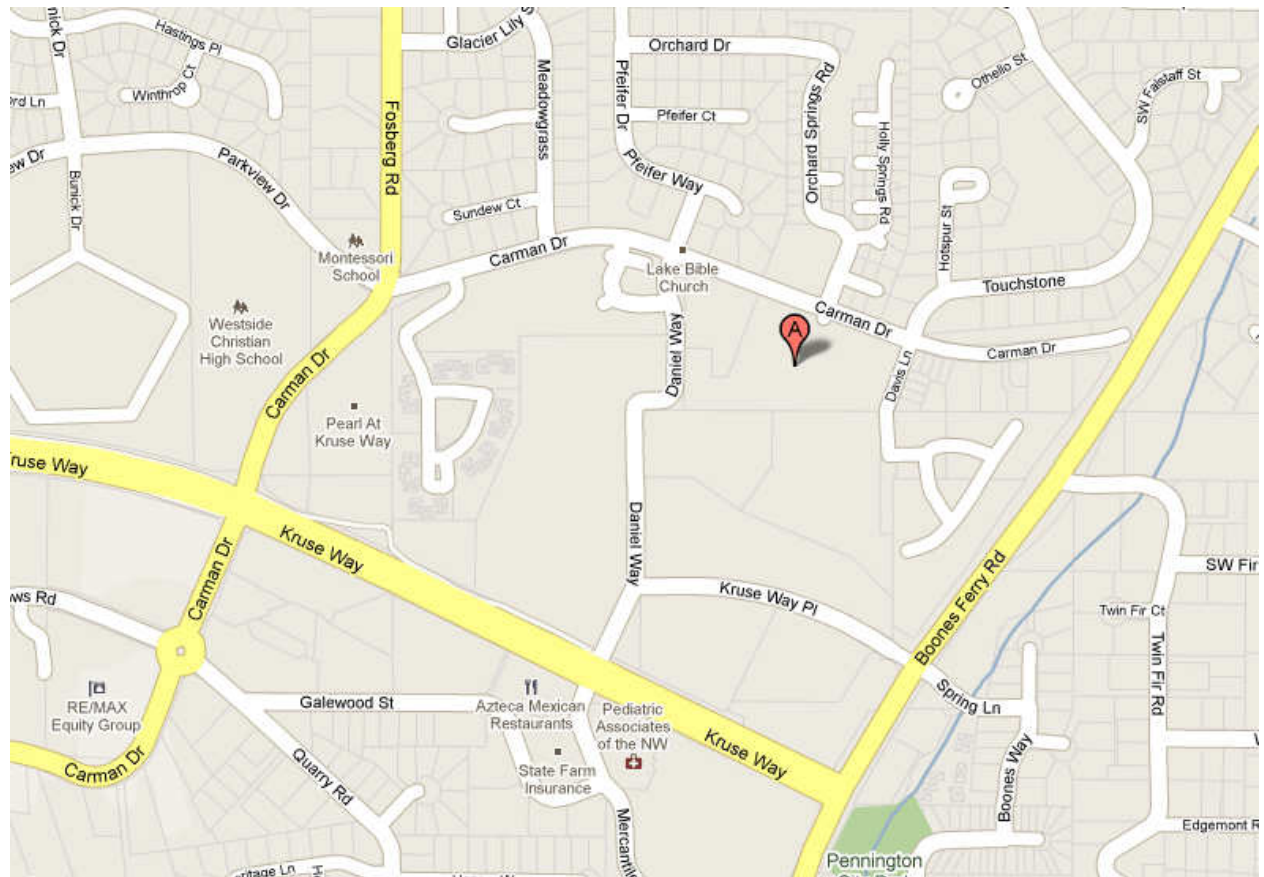 Hastings Pl
Bunick Dr
Winthrop Ct
Glacier Lily
Orchard Dr
Othello St
SW Falstaff St
Meadowgrass
Pfeifer Dr
Pfeifer Ct
Orchard Springs Rd
Holly Springs Rd
Fosberg Rd
Parkview Dr
Bunick Dr
Pfeifer Way
Sundew Ct
Hotspur St
Montessori
School
Carman Dr
Lake Bible
Church
Touchstone
Westside
Christian
High School
Carman Dr
Daniel Way
A
Carman Dr
Carman Dr
Davis Ln
Pearl At
Kruse Way
Kruse Way
Kruse Way
Daniel Way
Carman Dr
Kruse Way Pl
Boones Ferry Rd
SW Fir
Twin Fir Ct
Twin Fir Rd
RE/MAX
Equity Group
Galewood St
Azteca Mexican
Restaurants
Pediatric
Associates
of the NW
Spring Ln
Carman Dr
Quarry Rd
State Farm
Insurance
Kruse Way
Boones Way
Mercantile
Edgemont R
Pennington